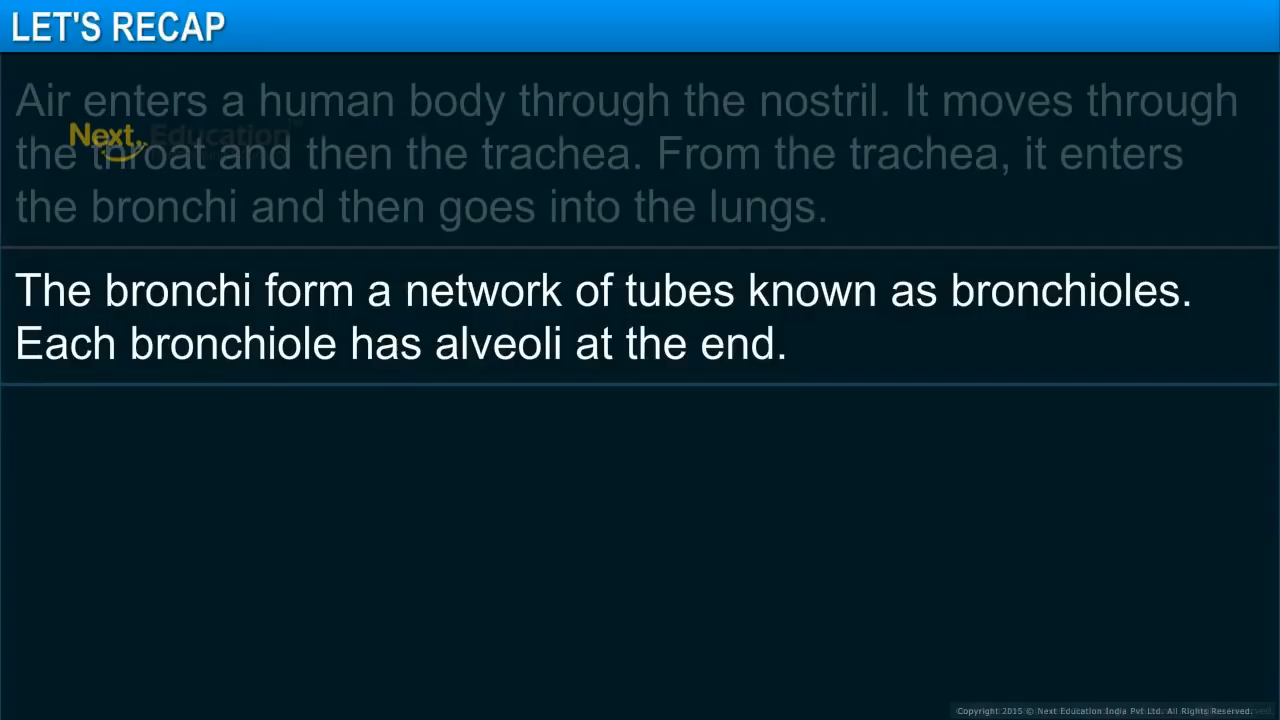 LET'S RECAP
Air enters a human body through the nostril. It moves through
Next Education
the throat and then the trachea. From the trachea, it enters
the bronchi and then goes into the lungs.
The bronchi form a network of tubes known as bronchioles.
Each bronchiole has alveoli at the end.
Copyright 2015 © Next Education India Pvt Ltd. All Rights Reserved.